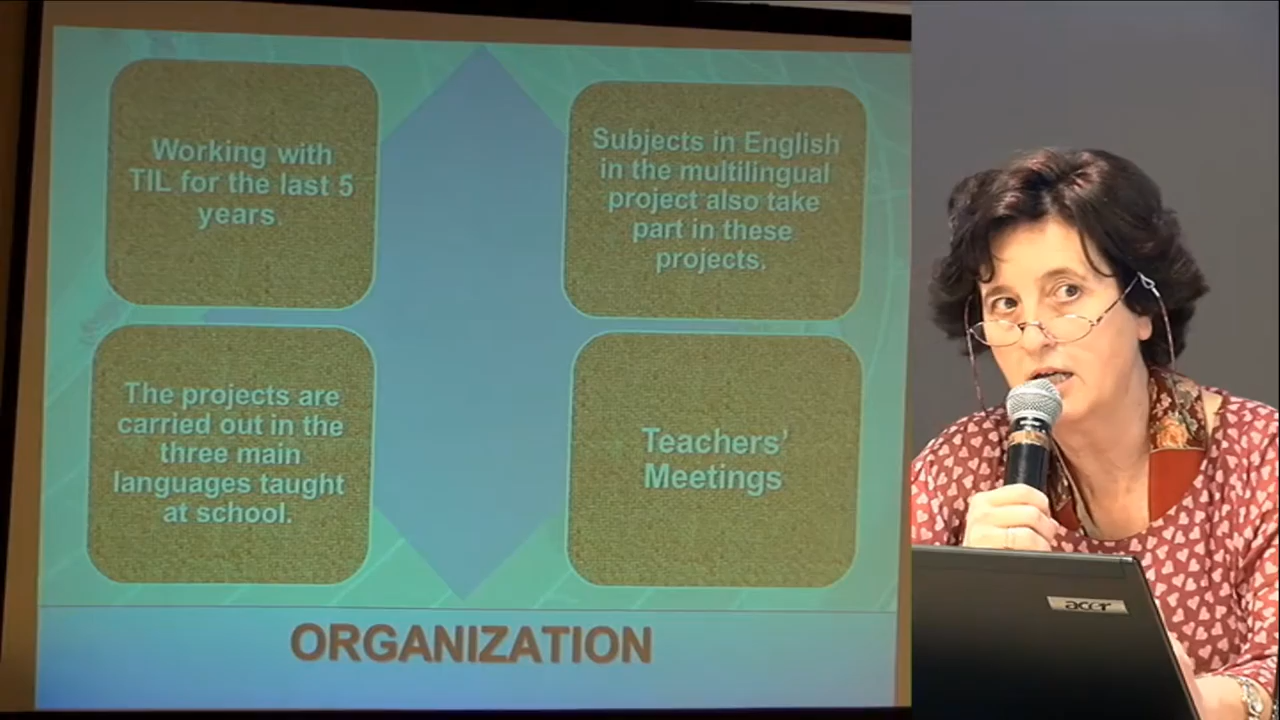 Working with
TIL for the last 5
years.
Subjects in English
in the multilingual
project also take
part in these
projects.
The projects are
carried out in the
three main
languages taught
at school.
Teachers'
Meetings
ORGANIZATION
acer